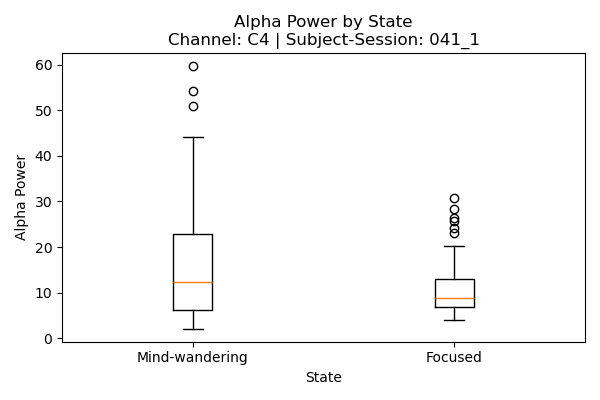 Alpha Power by State
Channel: C4 | Subject-Session: 041_1
60
50
40
30
20
10
0
Alpha Power
Mind-wandering
Focused
State